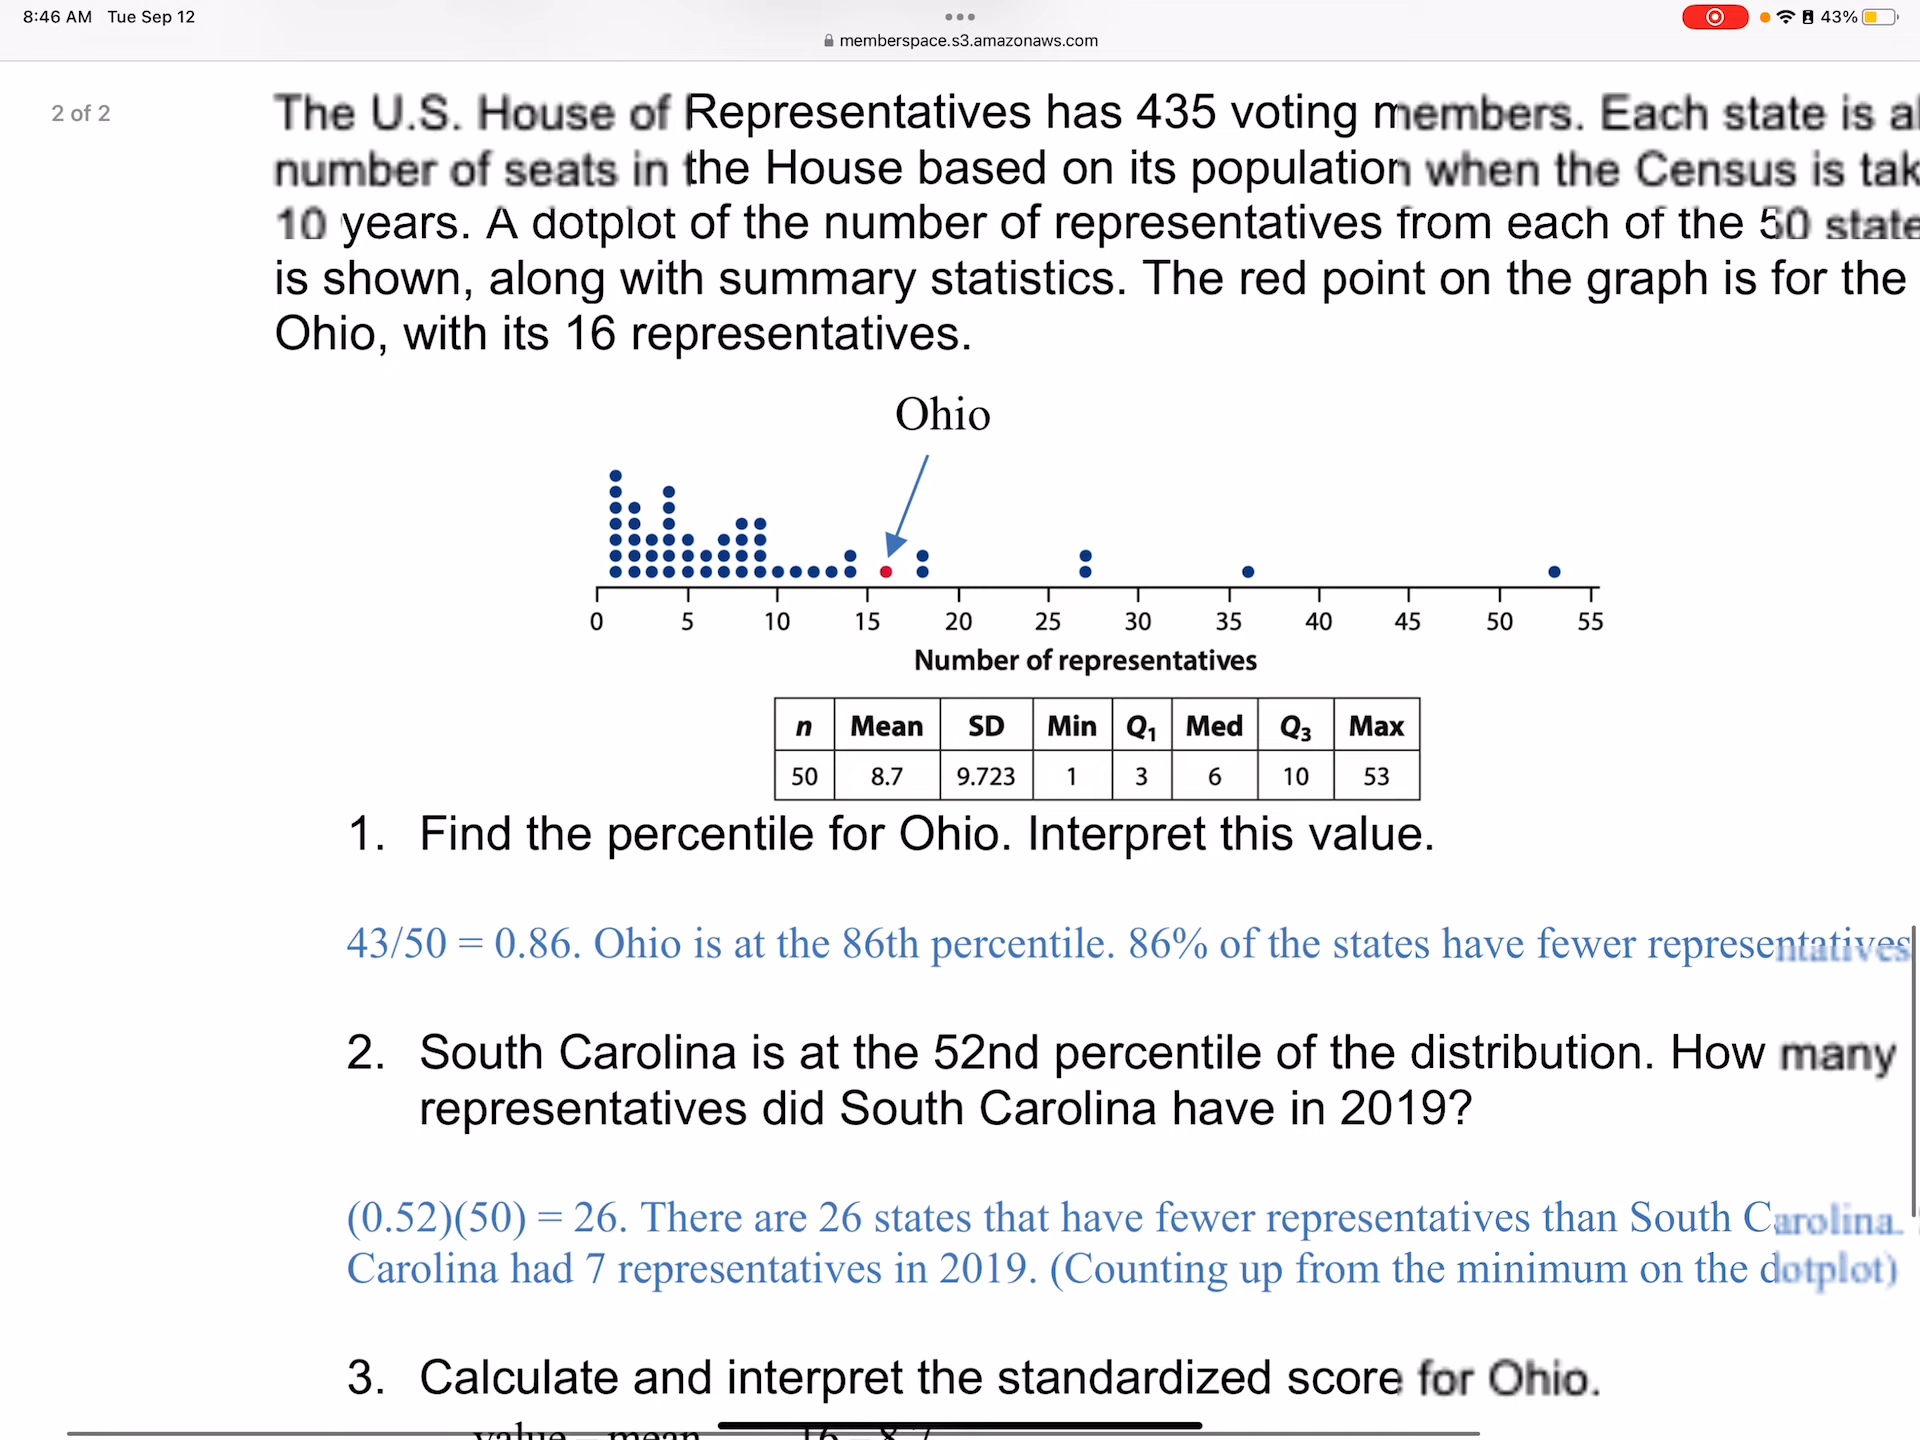 8:46 AM Tue Sep 12
43%
memberspace.s3.amazonaws.com
2 of 2
The U.S. House of Representatives has 435 voting members. Each state is al
number of seats in the House based on its population when the Census is tak
10 years. A dotplot of the number of representatives from each of the 50 state
is shown, along with summary statistics. The red point on the graph is for the
Ohio, with its 16 representatives.
Ohio
0 5 10 15 20 25 30 35 40 45 50 55
Number of representatives
n Mean SD Min Q1 Med Q3 Max
50 8.7 9.723 1 3 6 10 53
1. Find the percentile for Ohio. Interpret this value.
43/50 = 0.86. Ohio is at the 86th percentile. 86% of the states have fewer representatives
2. South Carolina is at the 52nd percentile of the distribution. How many
representatives did South Carolina have in 2019?
(0.52)(50) = 26. There are 26 states that have fewer representatives than South Carolina.
Carolina had 7 representatives in 2019. (Counting up from the minimum on the dotplot)
3. Calculate and interpret the standardized score for Ohio.
value – mean 16 – 8.7